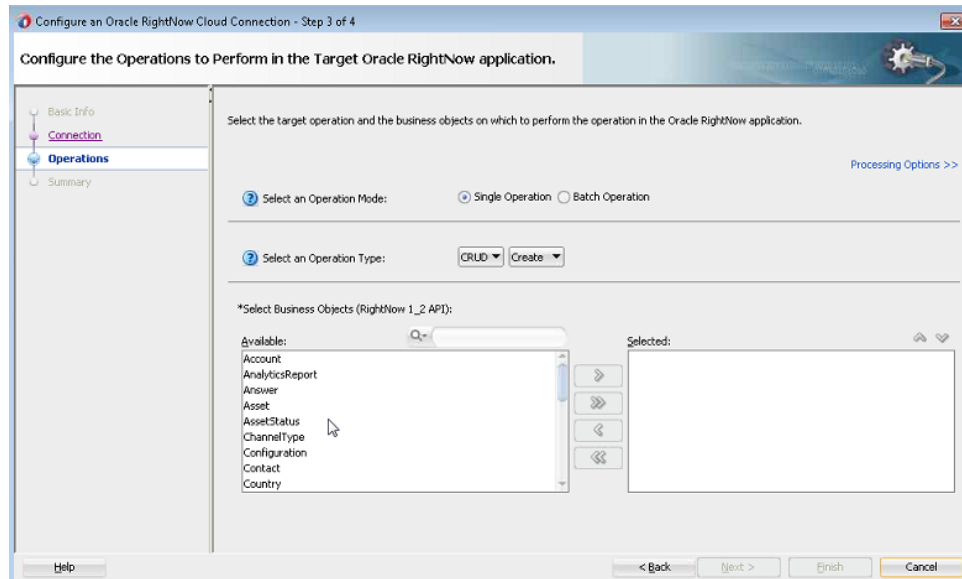 Configure an Oracle RightNow Cloud Connection - Step 3 of 4
Configure the Operations to Perform in the Target Oracle RightNow application.
Basic Info
Connection
Operations
Summary
Select the target operation and the business objects on which to perform the operation in the Oracle RightNow application.
Processing Options >>
Select an Operation Mode: Single Operation Batch Operation
Select an Operation Type: CRUD Create
*Select Business Objects (RightNow 1_2 API):
Available:
Account
AnalyticsReport
Answer
Asset
AssetStatus
ChannelType
Configuration
Contact
Country
Selected:
Help
< Back Next > Finish Cancel